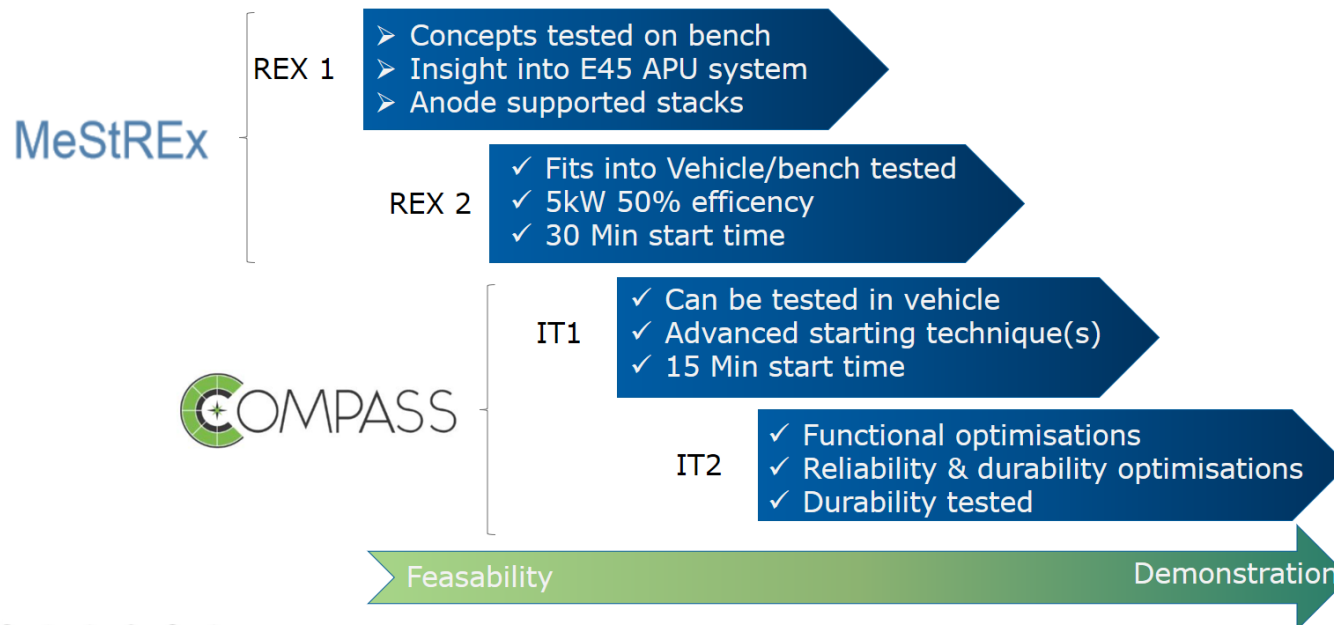 MeStREx
REX 1
➢ Concepts tested on bench
➢ Insight into E45 APU system
➢ Anode supported stacks
REX 2
✓ Fits into Vehicle/bench tested
✓ 5kW 50% efficency
✓ 30 Min start time
COMPASS
IT1
✓ Can be tested in vehicle
✓ Advanced starting technique(s)
✓ 15 Min start time
IT2
✓ Functional optimisations
✓ Reliability & durability optimisations
✓ Durability tested
Feasability
Demonstration